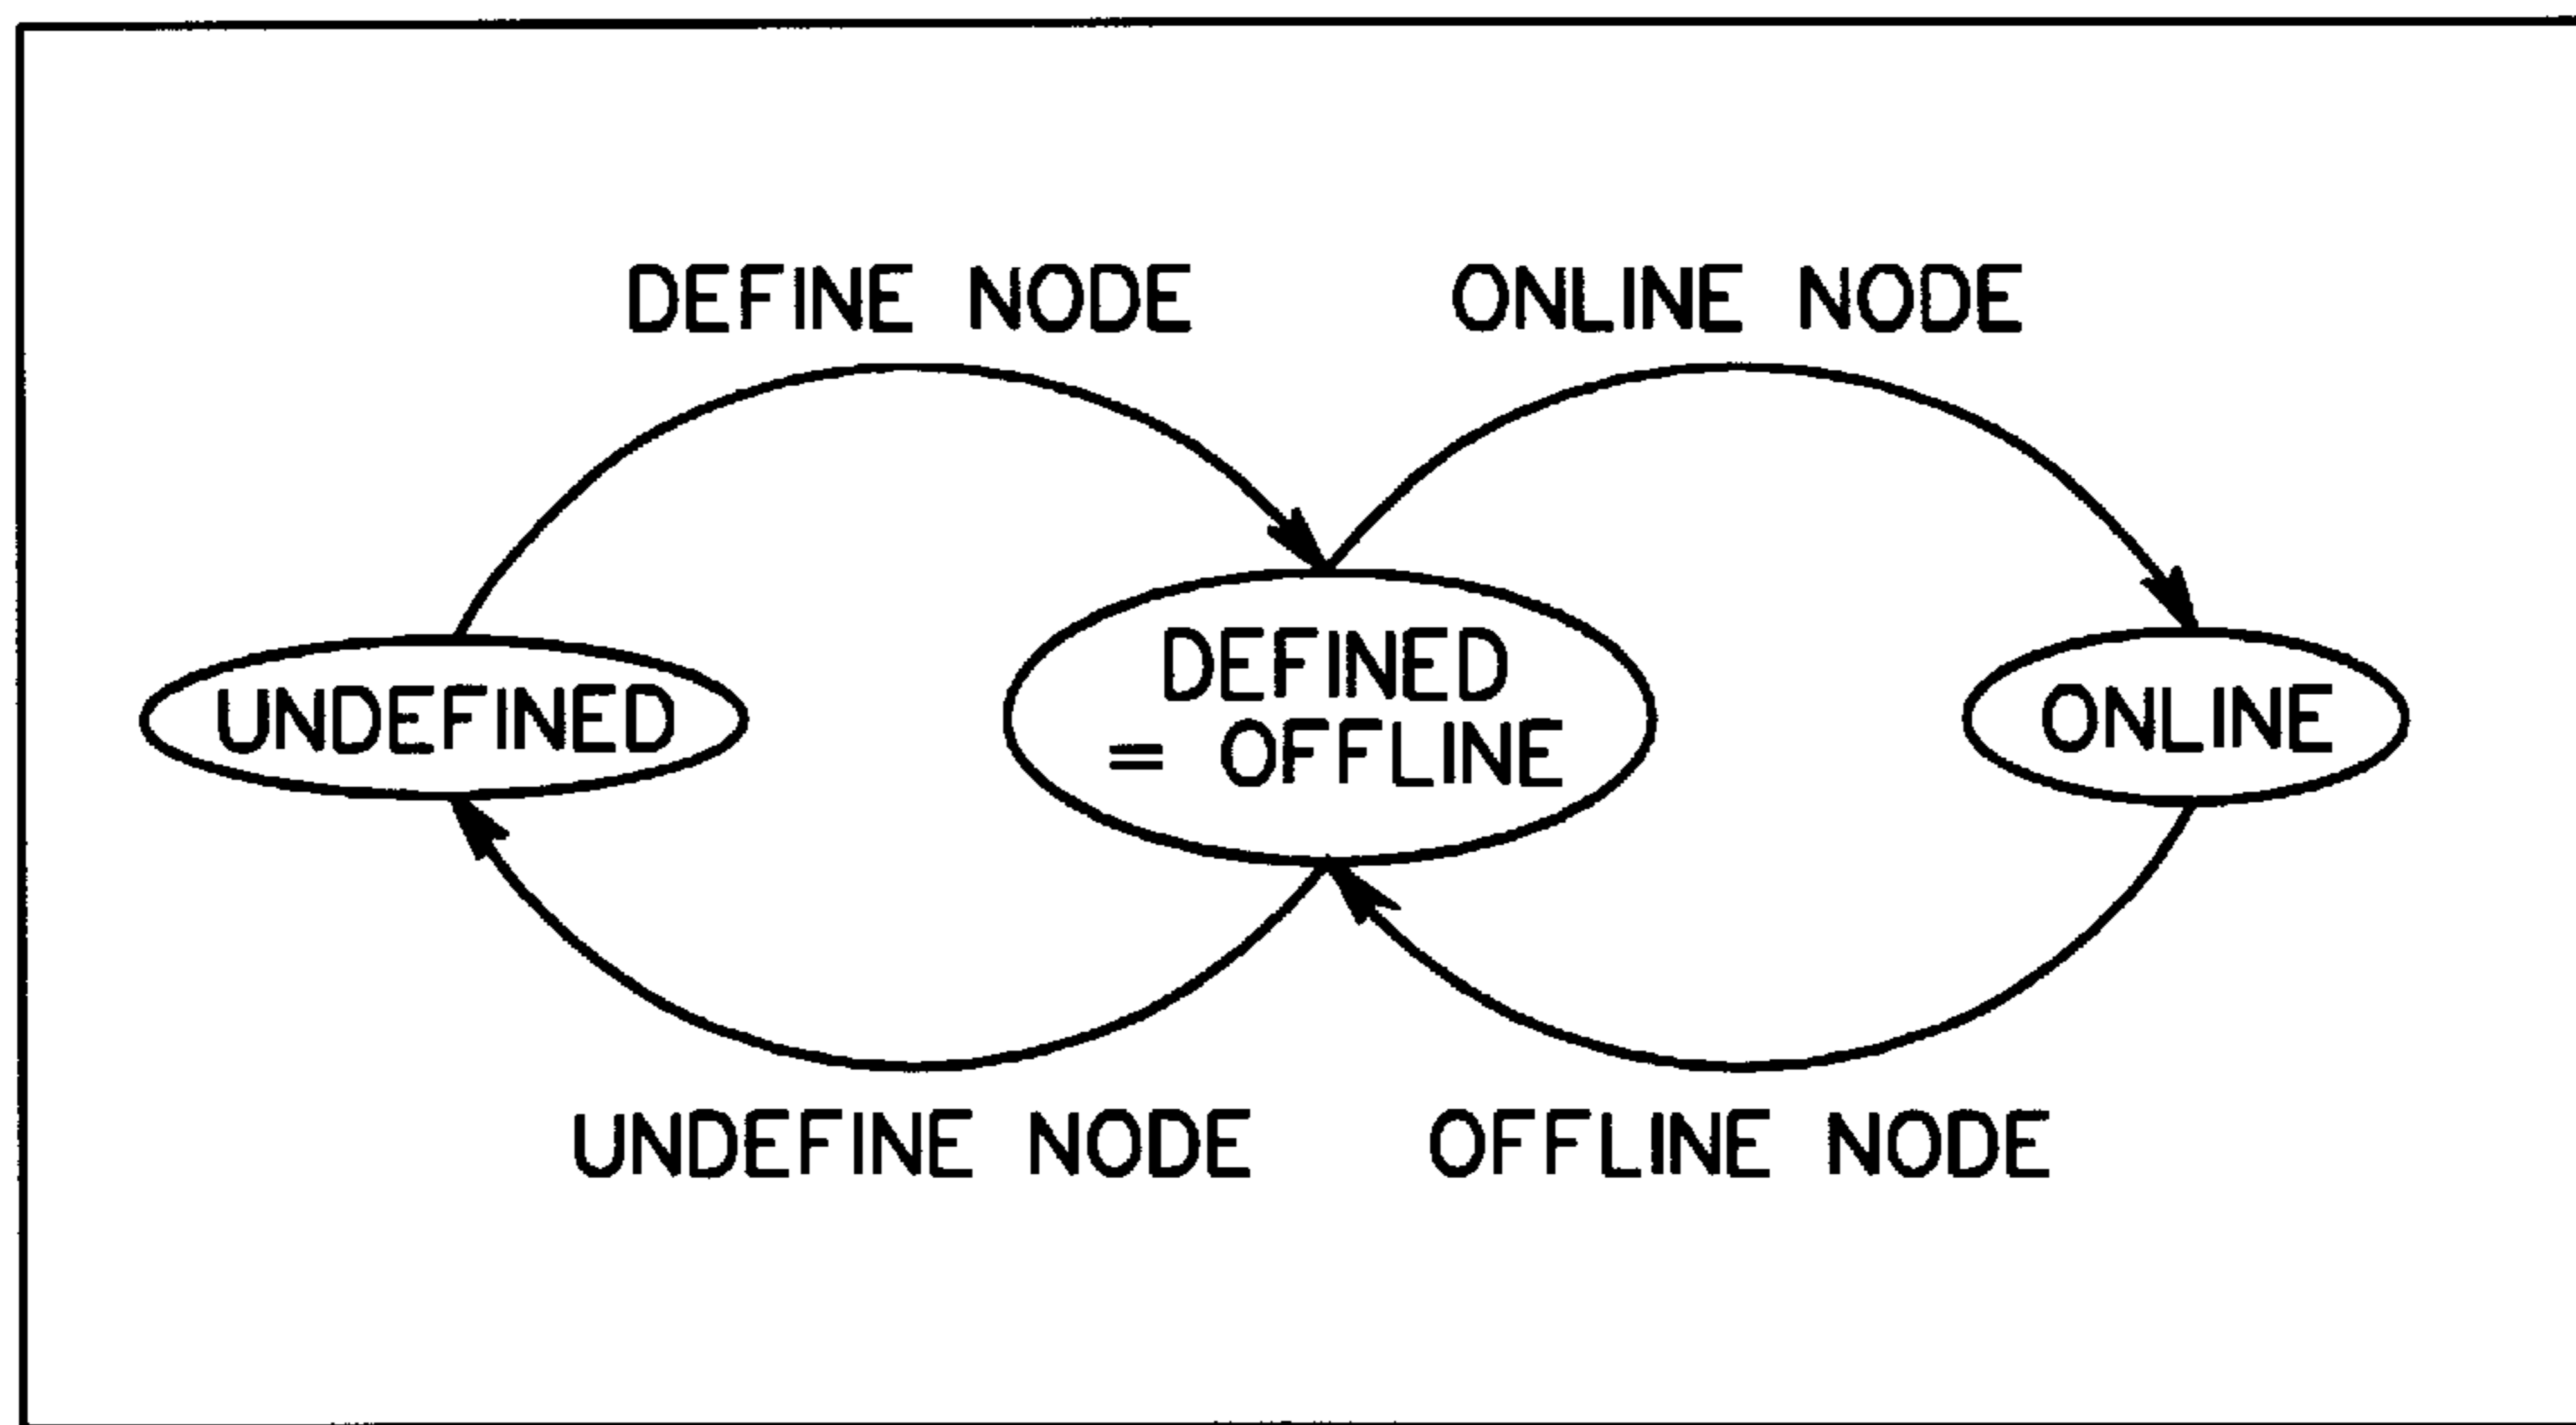 DEFINE NODE
ONLINE NODE
UNDEFINED
DEFINED
= OFFLINE
ONLINE
UNDEFINE NODE
OFFLINE NODE